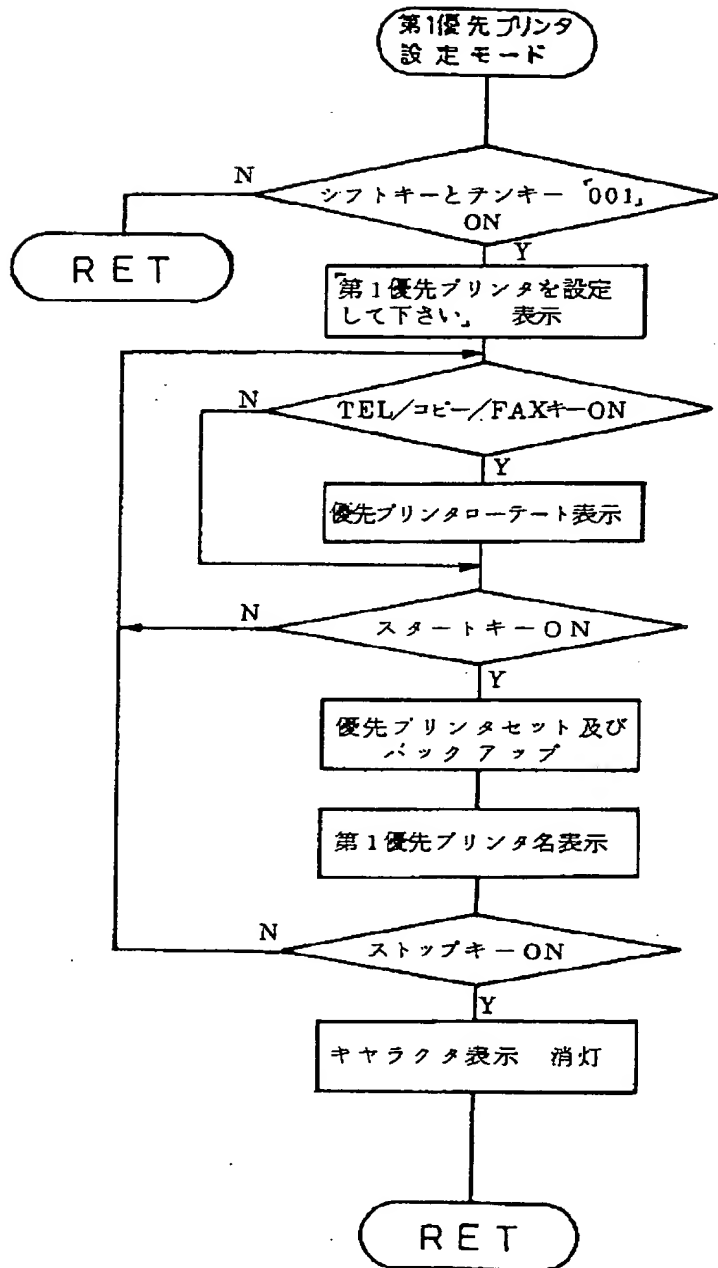 第1優先プリンタ
設定モード
N
シフトキーとテンキー「001」
ON
Y
RET
「第1優先プリンタを設定
して下さい」 表示
N
TEL/コピー/FAXキーON
Y
優先プリンタローテート表示
N
スタートキーON
Y
優先プリンタセット及び
バックアップ
第1優先プリンタ名表示
N
ストップキーON
Y
キャラクタ表示 消灯
RET